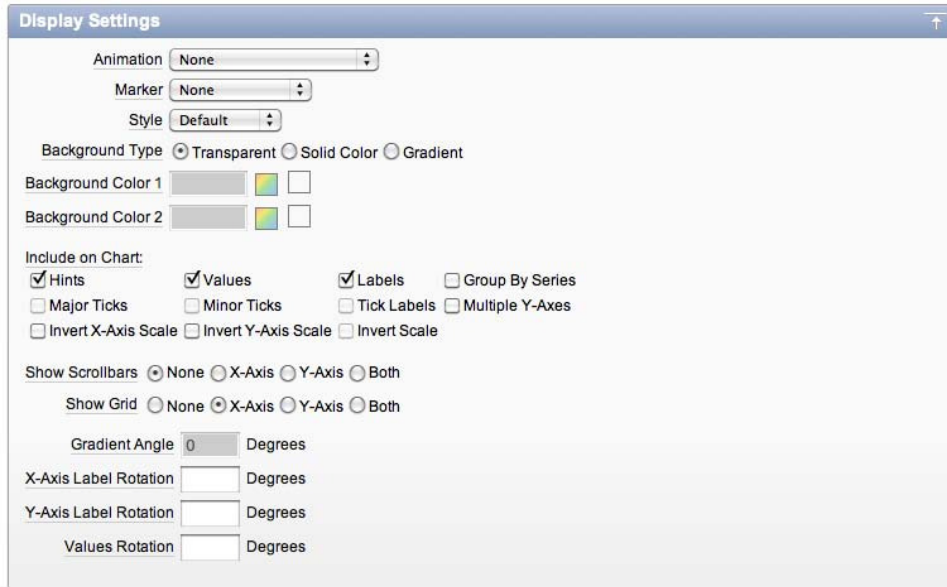 Display Settings
Animation None
Marker None
Style Default
Background Type Transparent Solid Color Gradient
Background Color 1
Background Color 2
Include on Chart:
Hints Values Labels Group By Series
Major Ticks Minor Ticks Tick Labels Multiple Y-Axes
Invert X-Axis Scale Invert Y-Axis Scale Invert Scale
Show Scrollbars None X-Axis Y-Axis Both
Show Grid None X-Axis Y-Axis Both
Gradient Angle 0 Degrees
X-Axis Label Rotation Degrees
Y-Axis Label Rotation Degrees
Values Rotation Degrees